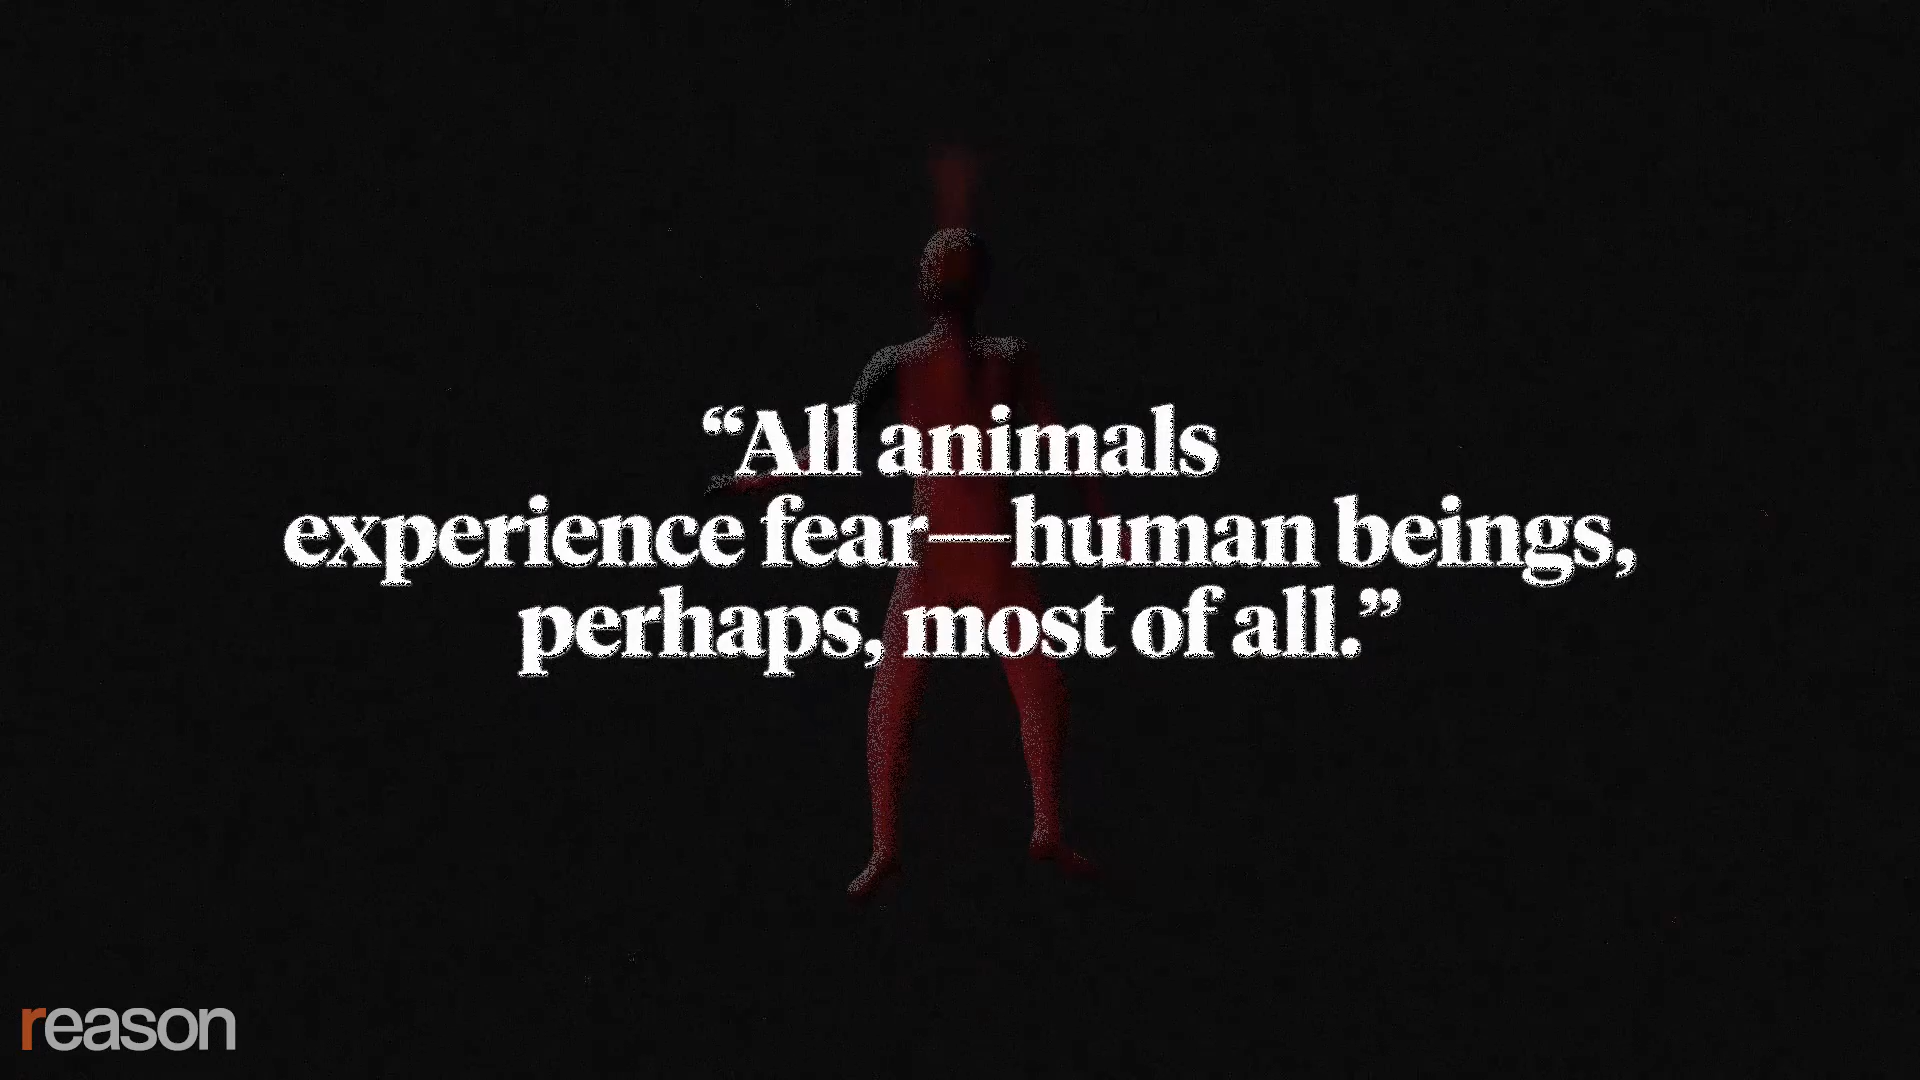 “All animals
experience fear—human beings,
perhaps, most of all.”
reason